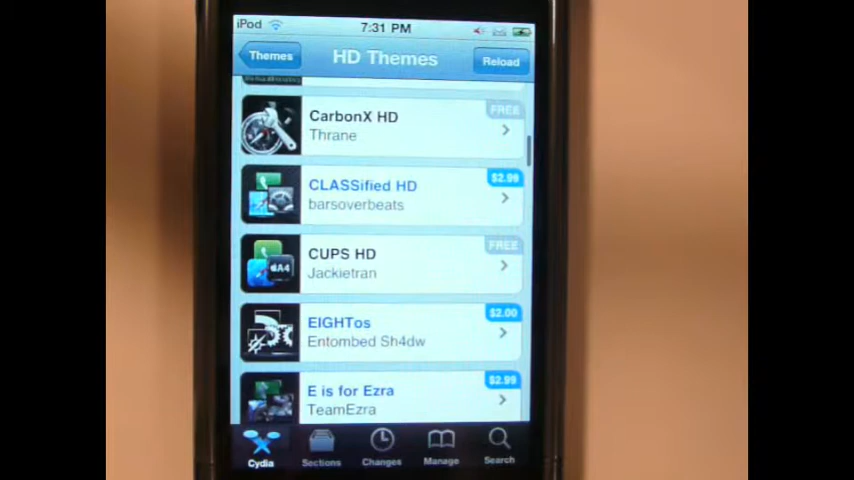 iPod 7:31 PM
Themes HD Themes Reload
CarbonX HD FREE
Thrane
CLASSified HD $2.99
barsoverbeats
CUPS HD FREE
Jackietran
A4
EIGHTos $2.00
Entombed Sh4dw
E is for Ezra $2.99
TeamEzra
Cydia Sections Changes Manage Search